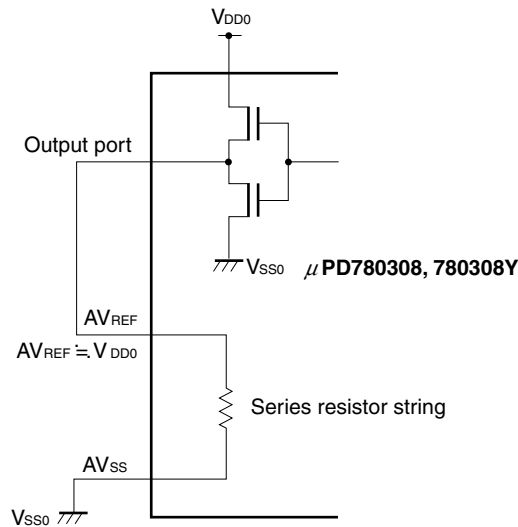 VDD0
Output port
VSS0
μPD780308, 780308Y
AVREF
AVREF ≒ VDD0
Series resistor string
AVSS
VSS0